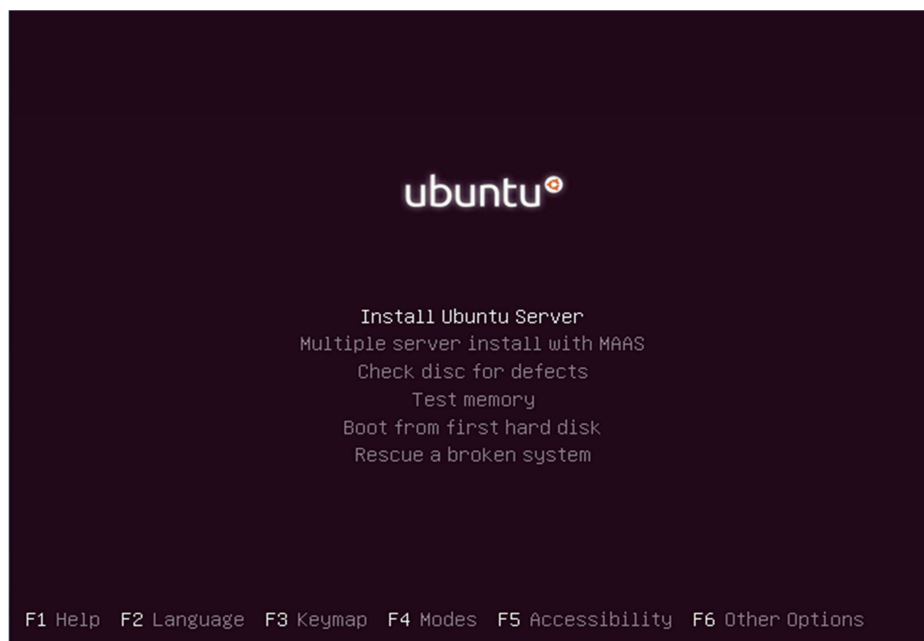 ubuntu
Install Ubuntu Server
Multiple server install with MAAS
Check disc for defects
Test memory
Boot from first hard disk
Rescue a broken system
F1 Help F2 Language F3 Keymap F4 Modes F5 Accessibility F6 Other Options